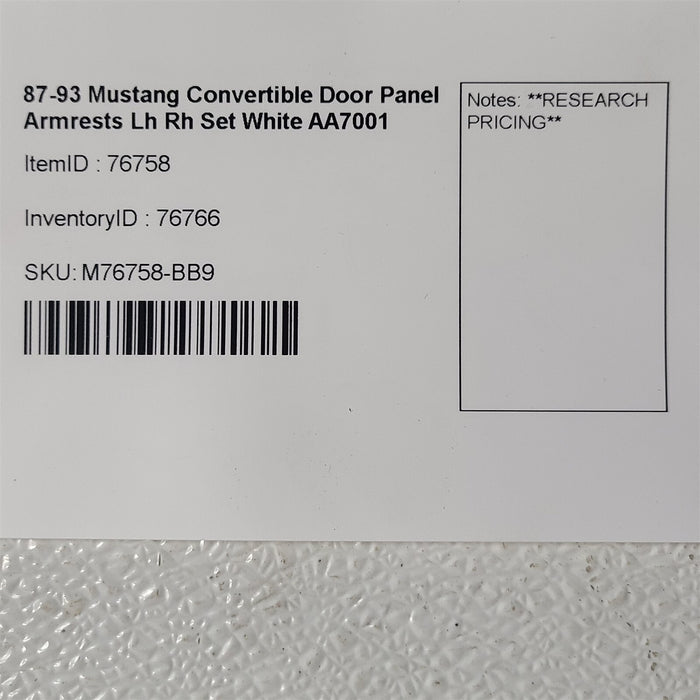 87-93 Mustang Convertible Door Panel
Armrests Lh Rh Set White AA7001
ItemID : 76758
InventoryID : 76766
SKU: M76758-BB9
Notes: **RESEARCH
PRICING**